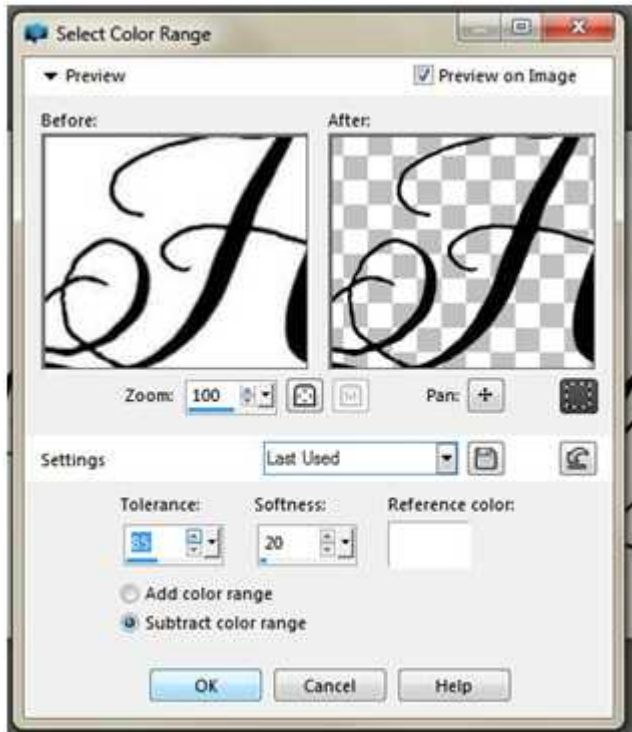 Select Color Range
Preview
Preview on Image
Before:
After:
Zoom: 100
Pan:
Settings
Last Used
Tolerance:
Softness:
Reference color:
85
20
Add color range
Subtract color range
OK
Cancel
Help